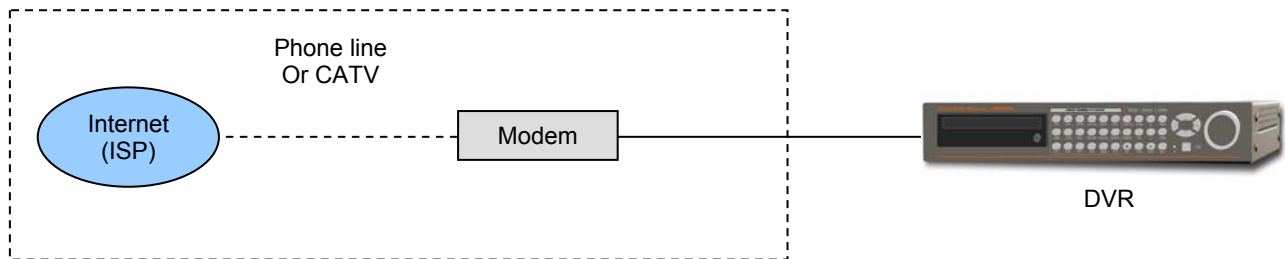 Phone line
Or CATV
Internet
(ISP)
Modem
DVR